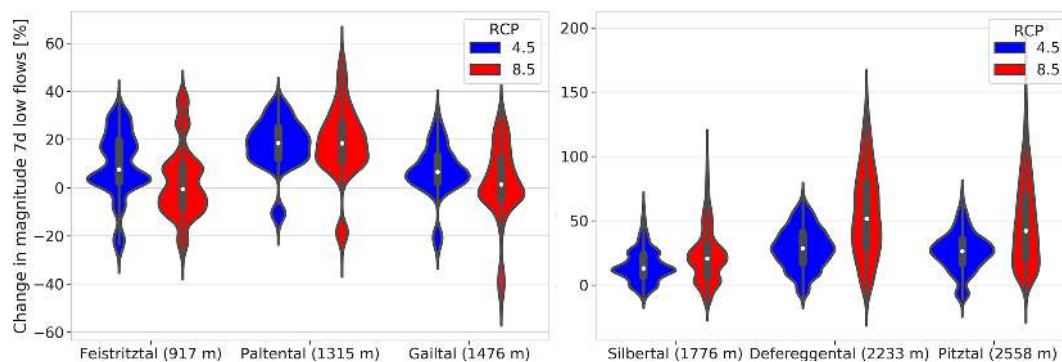 Change in magnitude 7d low flows [%]
60
40
20
0
−20
−40
−60
RCP
4.5
8.5
Feistritztal (917 m)
Paltental (1315 m)
Gailtal (1476 m)
200
150
100
50
0
RCP
4.5
8.5
Silbertal (1776 m)
Defereggental (2233 m)
Pitztal (2558 m)